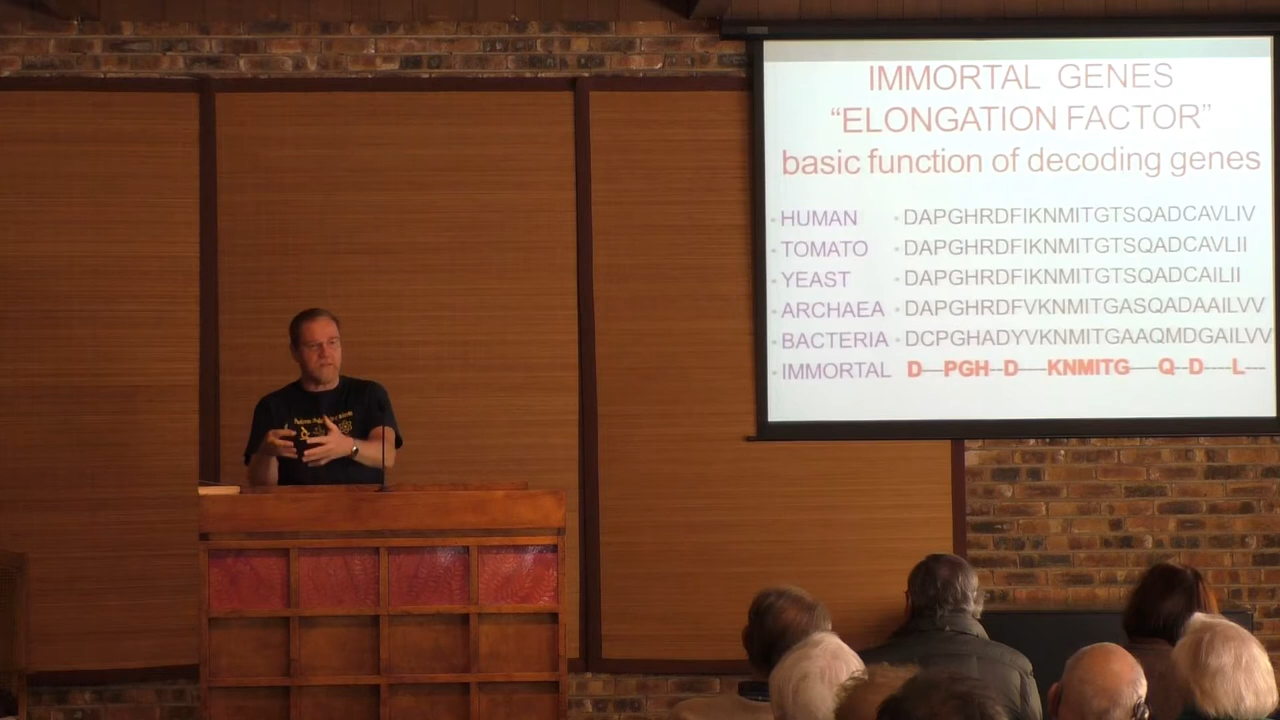 IMMORTAL GENES
“ELONGATION FACTOR”
basic function of decoding genes
• HUMAN • DAPGHRDFIKNMITGTSQADCAVLIV
• TOMATO • DAPGHRDFIKNMITGTSQADCAVLII
• YEAST • DAPGHRDFIKNMITGTSQADCAILII
• ARCHAEA • DAPGHRDFVKNMITGASQADAAILVV
• BACTERIA • DCPGHADYVKNMITGAAQMDGAILVV
• IMMORTAL D—PGH--D—–KNMITG—–Q--D-----L---